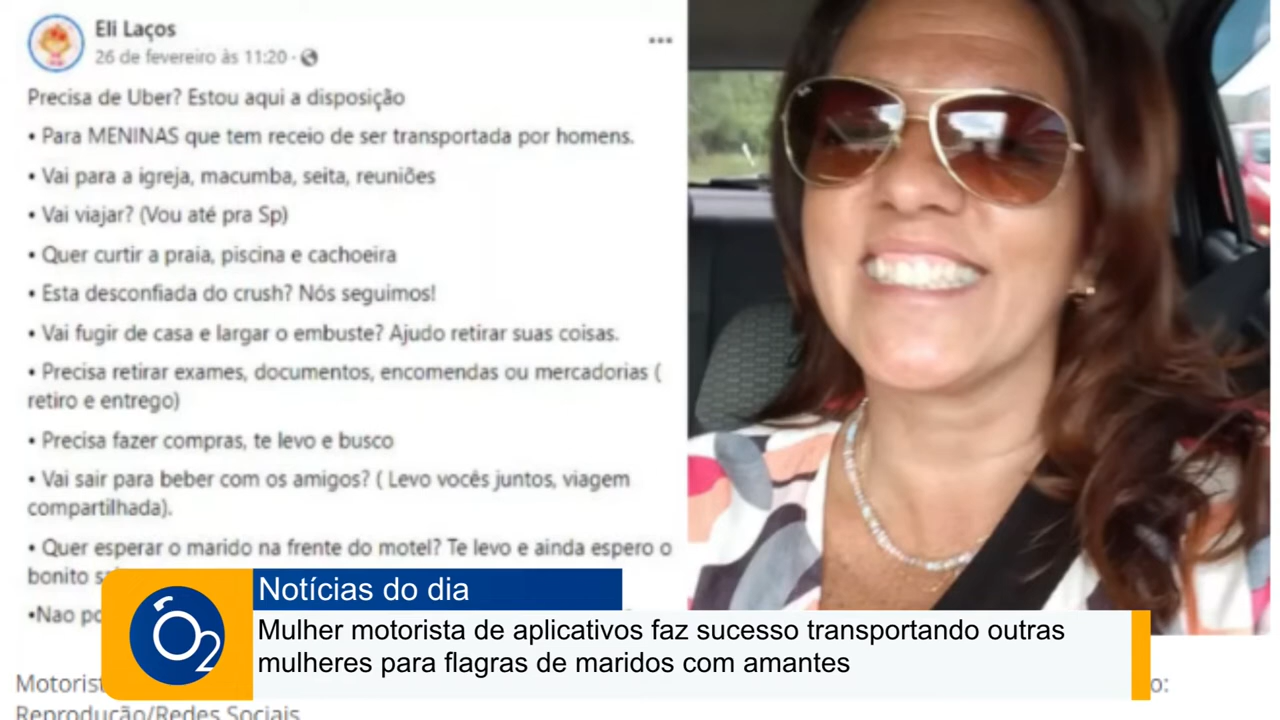 Eli Laços
26 de fevereiro às 11:20 ·
Precisa de Uber? Estou aqui a disposição
• Para MENINAS que tem receio de ser transportada por homens.
• Vai para a igreja, macumba, seita, reuniões
• Vai viajar? (Vou até pra Sp)
• Quer curtir a praia, piscina e cachoeira
• Esta desconfiada do crush? Nós seguimos!
• Vai fugir de casa e largar o embuste? Ajudo retirar suas coisas.
• Precisa retirar exames, documentos, encomendas ou mercadorias (
retiro e entrego)
• Precisa fazer compras, te levo e busco
• Vai sair para beber com os amigos? ( Levo vocês juntos, viagem
compartilhada).
• Quer esperar o marido na frente do motel? Te levo e ainda espero o
bonito
•Nao
Ô2
Notícias do dia
Mulher motorista de aplicativos faz sucesso transportando outras
mulheres para flagras de maridos com amantes
Reprodução/Redes Sociais